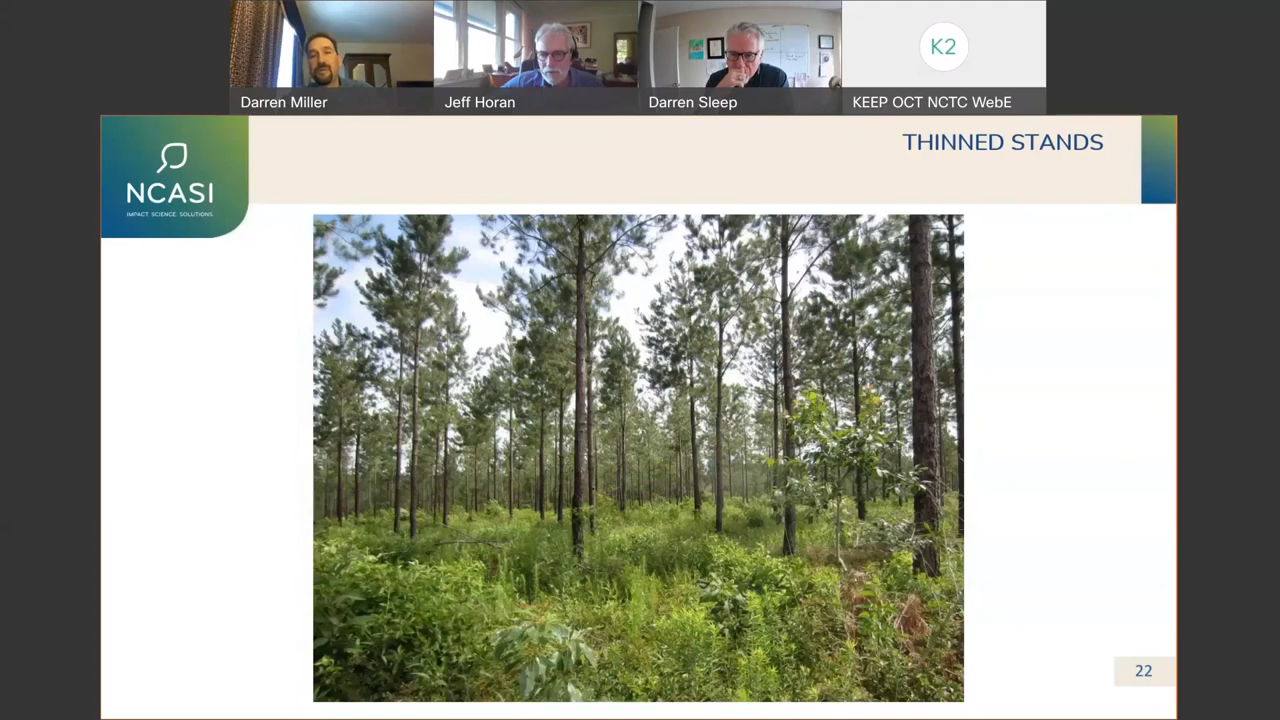 Darren Miller
Jeff Horan
Darren Sleep
K2
KEEP OCT NCTC WebE
THINNED STANDS
NCASI
IMPACT SCIENCE. SOLUTIONS
22